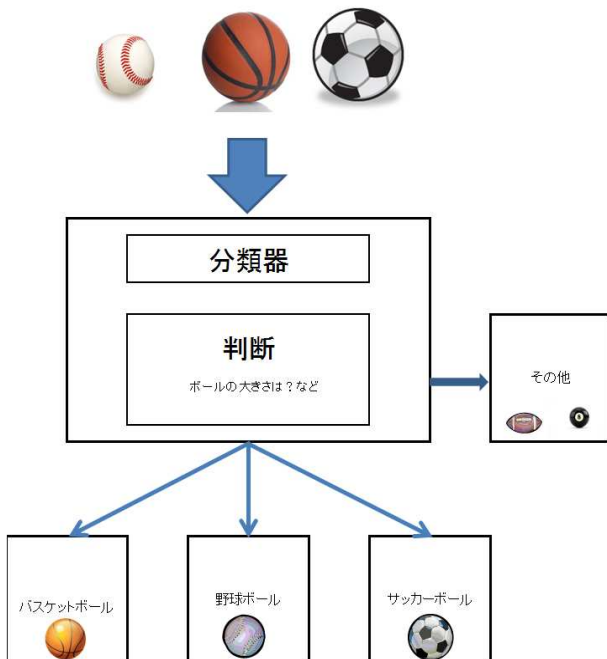 分類器
判断
ボールの大きさは？など
その他
バスケットボール
野球ボール
サッカーボール
8